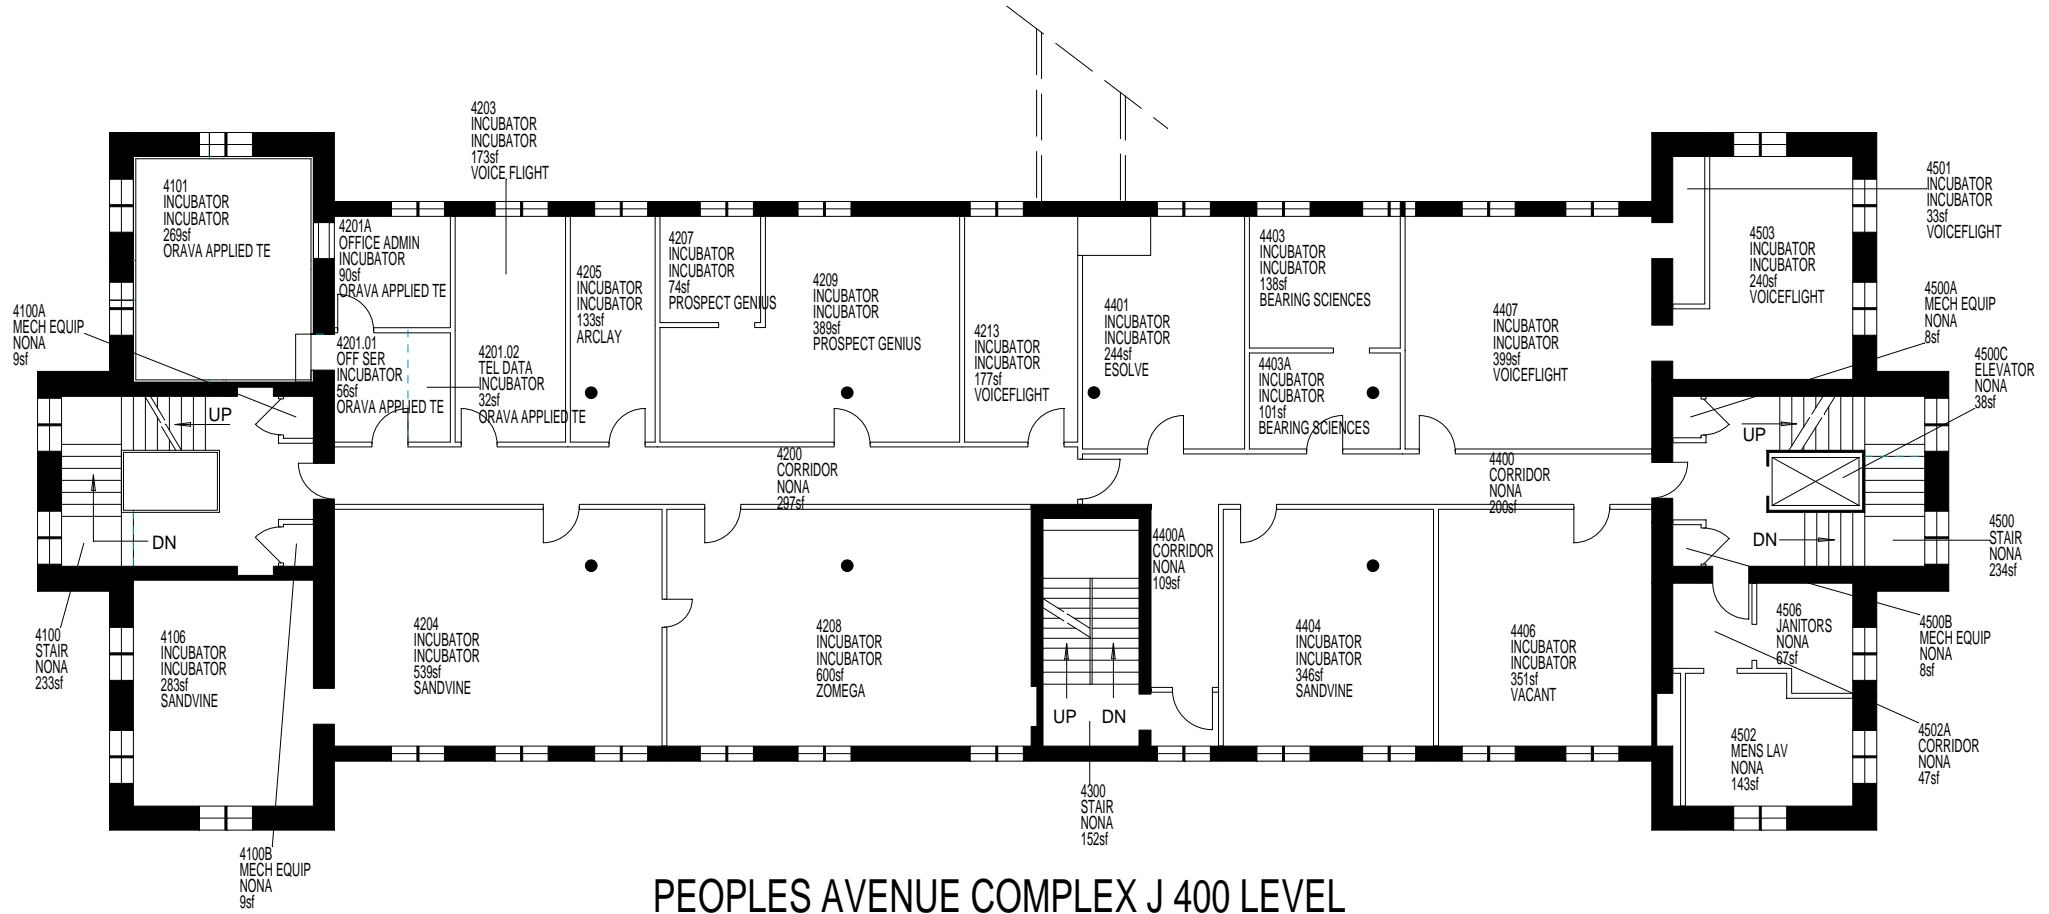 4203
INCUBATOR
INCUBATOR
173sf
VOICE FLIGHT
4101
INCUBATOR
INCUBATOR
269sf
ORAVA APPLIED TE
4201A
OFFICE ADMIN
INCUBATOR
90sf
ORAVA APPLIED TE
4205
INCUBATOR
INCUBATOR
133sf
ARCLAY
4207
INCUBATOR
INCUBATOR
74sf
PROSPECT GENIUS
4209
INCUBATOR
INCUBATOR
389sf
PROSPECT GENIUS
4213
INCUBATOR
INCUBATOR
177sf
VOICEFLIGHT
4401
INCUBATOR
INCUBATOR
244sf
ESOLVE
4403
INCUBATOR
INCUBATOR
138sf
BEARING SCIENCES
4403A
INCUBATOR
INCUBATOR
101sf
BEARING SCIENCES
4407
INCUBATOR
INCUBATOR
399sf
VOICEFLIGHT
4503
INCUBATOR
INCUBATOR
240sf
VOICEFLIGHT
4501
INCUBATOR
INCUBATOR
33sf
VOICEFLIGHT
4500A
MECH EQUIP
NONA
8sf
4500C
ELEVATOR
NONA
38sf
4100A
MECH EQUIP
NONA
9sf
4201.01
OFF SER
INCUBATOR
56sf
ORAVA APPLIED TE
4201.02
TEL DATA
INCUBATOR
32sf
ORAVA APPLIED TE
UP
DN
4200
CORRIDOR
NONA
297sf
4400
CORRIDOR
NONA
200sf
UP
DN
4500
STAIR
NONA
234sf
4400A
CORRIDOR
NONA
109sf
4100
STAIR
NONA
233sf
4106
INCUBATOR
INCUBATOR
283sf
SANDVINE
4204
INCUBATOR
INCUBATOR
539sf
SANDVINE
4208
INCUBATOR
INCUBATOR
600sf
ZOMEGA
UP
DN
4404
INCUBATOR
INCUBATOR
346sf
SANDVINE
4406
INCUBATOR
INCUBATOR
351sf
VACANT
4506
JANITORS
NONA
67sf
4500B
MECH EQUIP
NONA
8sf
4502
MENS LAV
NONA
143sf
4502A
CORRIDOR
NONA
47sf
4300
STAIR
NONA
152sf
4100B
MECH EQUIP
NONA
9sf
PEOPLES AVENUE COMPLEX J 400 LEVEL